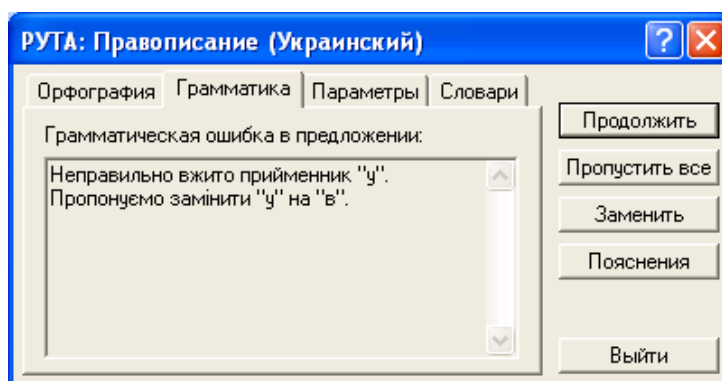 РУТА: Правописание (Украинский)
Орфография Грамматика Параметры Словари
Грамматическая ошибка в предложении:
Неправильно вжито прийменник "у".
Пропонуємо замінити "у" на "в".
Продолжить
Пропустить все
Заменить
Пояснения
Выйти